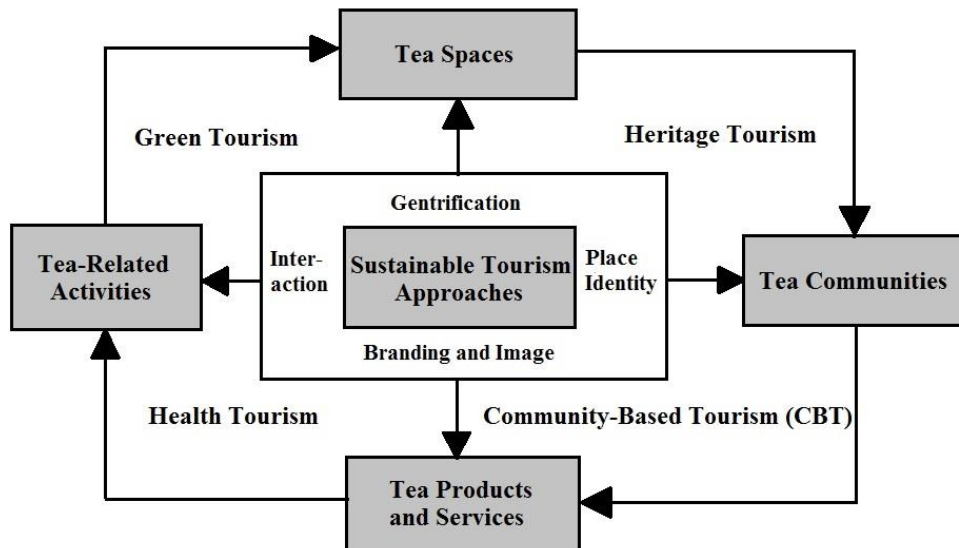 Tea Spaces
Green Tourism
Heritage Tourism
Gentrification
Tea-Related
Activities
Inter-
action
Sustainable Tourism
Approaches
Place
Identity
Tea Communities
Branding and Image
Health Tourism
Community-Based Tourism (CBT)
Tea Products
and Services